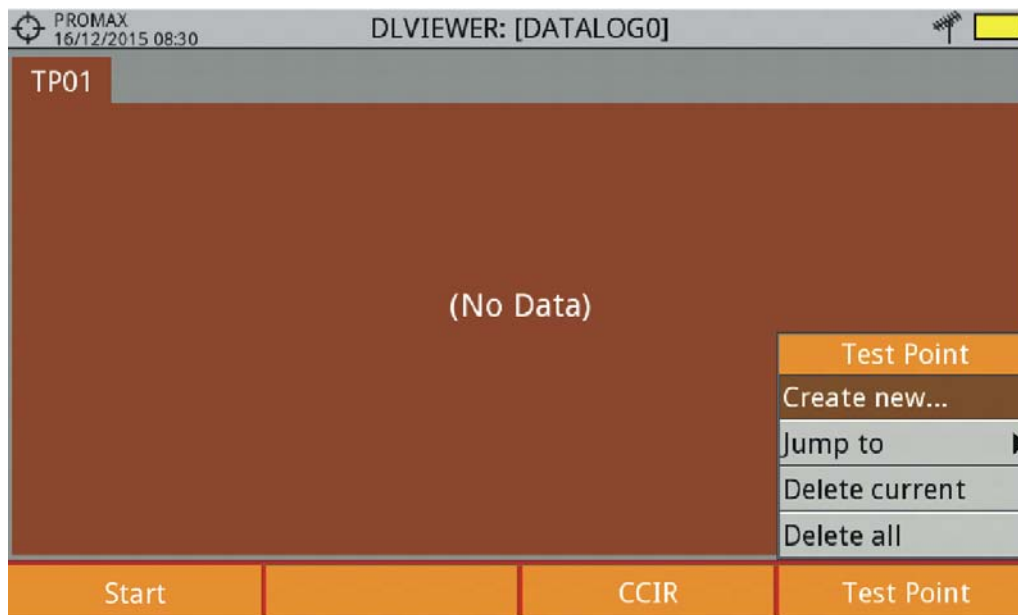 PROMAX
16/12/2015 08:30
DLVIEWER: [DATALOG0]
TP01
(No Data)
Test Point
Create new...
Jump to
Delete current
Delete all
Start
CCIR
Test Point